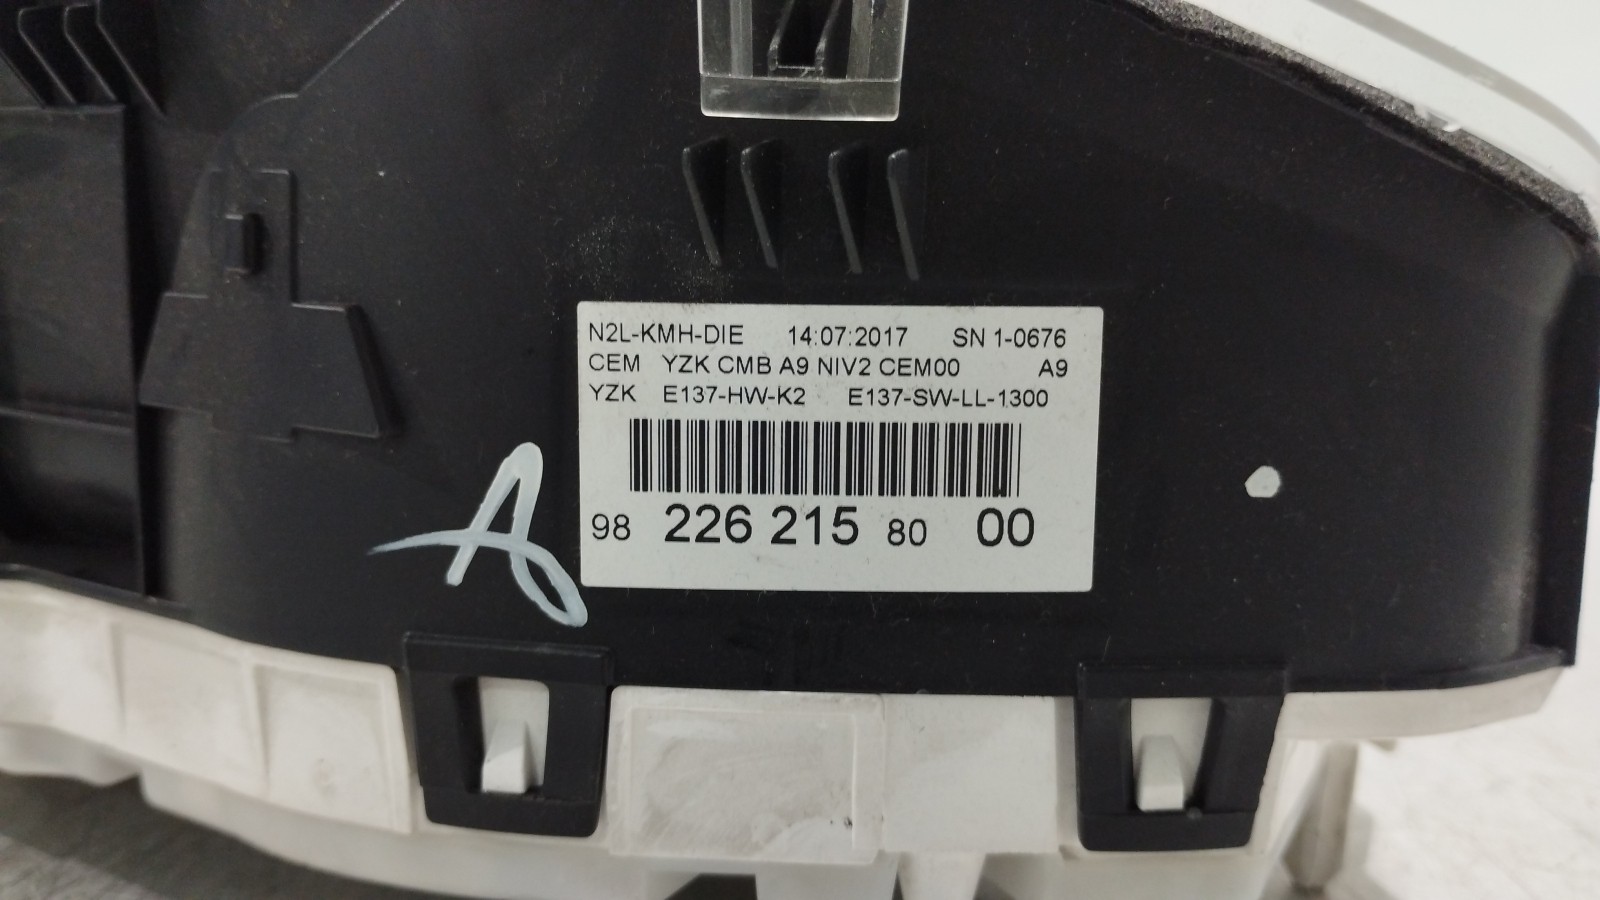 N2L-KMH-DIE 14:07:2017 SN 1-0676
CEM YZK CMB A9 NIV2 CEM00 A9
YZK E137-HW-K2 E137-SW-LL-1300
98 226 215 80 00
A